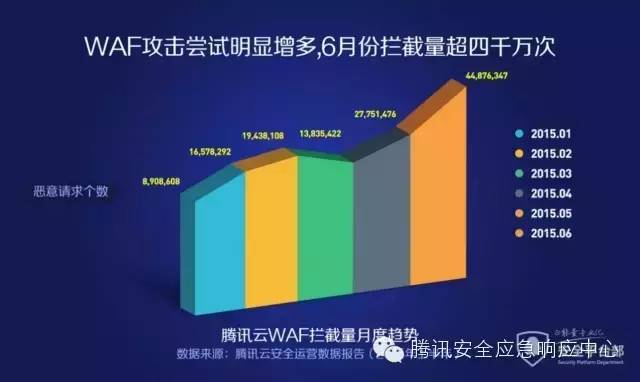 WAF攻击尝试明显增多,6月份拦截量超四千万次
44,876,347
27,751,476
19,438,108
13,835,422
16,578,292
8,908,608
恶意请求个数
2015.01
2015.02
2015.03
2015.04
2015.05
2015.06
腾讯云WAF拦截量月度趋势
数据来源：腾讯云安全运营数据报告
腾讯安全应急响应中心
Security Platform Department